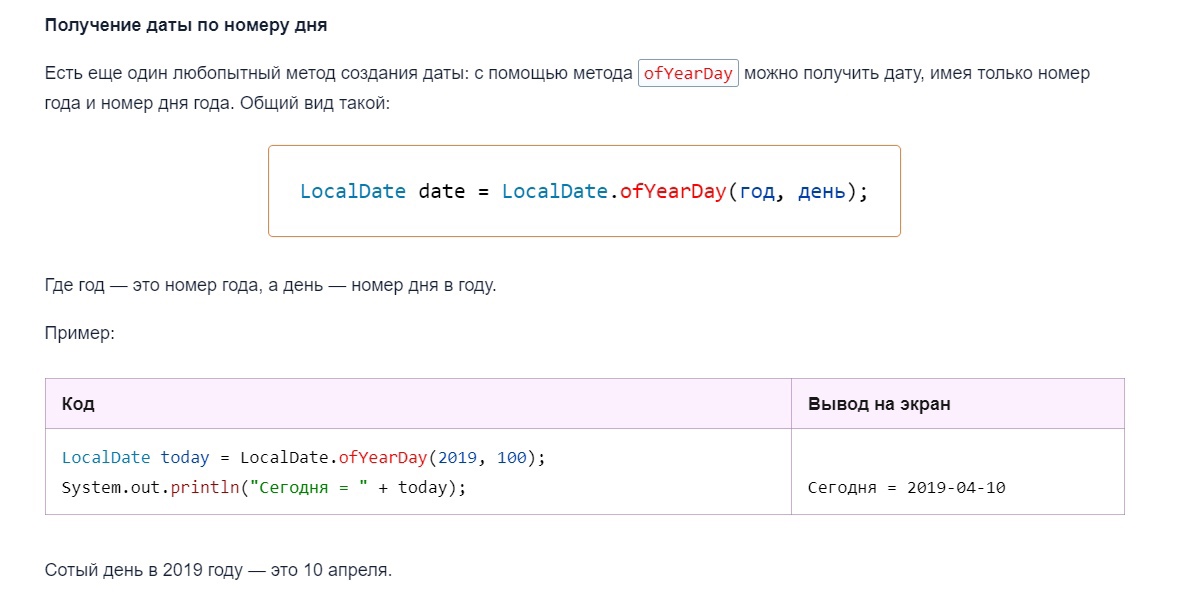 Получение даты по номеру дня
Есть еще один любопытный метод создания даты: с помощью метода ofYearDay можно получить дату, имея только номер
года и номер дня года. Общий вид такой:
LocalDate date = LocalDate.ofYearDay(год, день);
Где год — это номер года, а день — номер дня в году.
Пример:
Код
Вывод на экран
LocalDate today = LocalDate.ofYearDay(2019, 100);
System.out.println("Сегодня = " + today);
Сегодня = 2019-04-10
Сотый день в 2019 году — это 10 апреля.